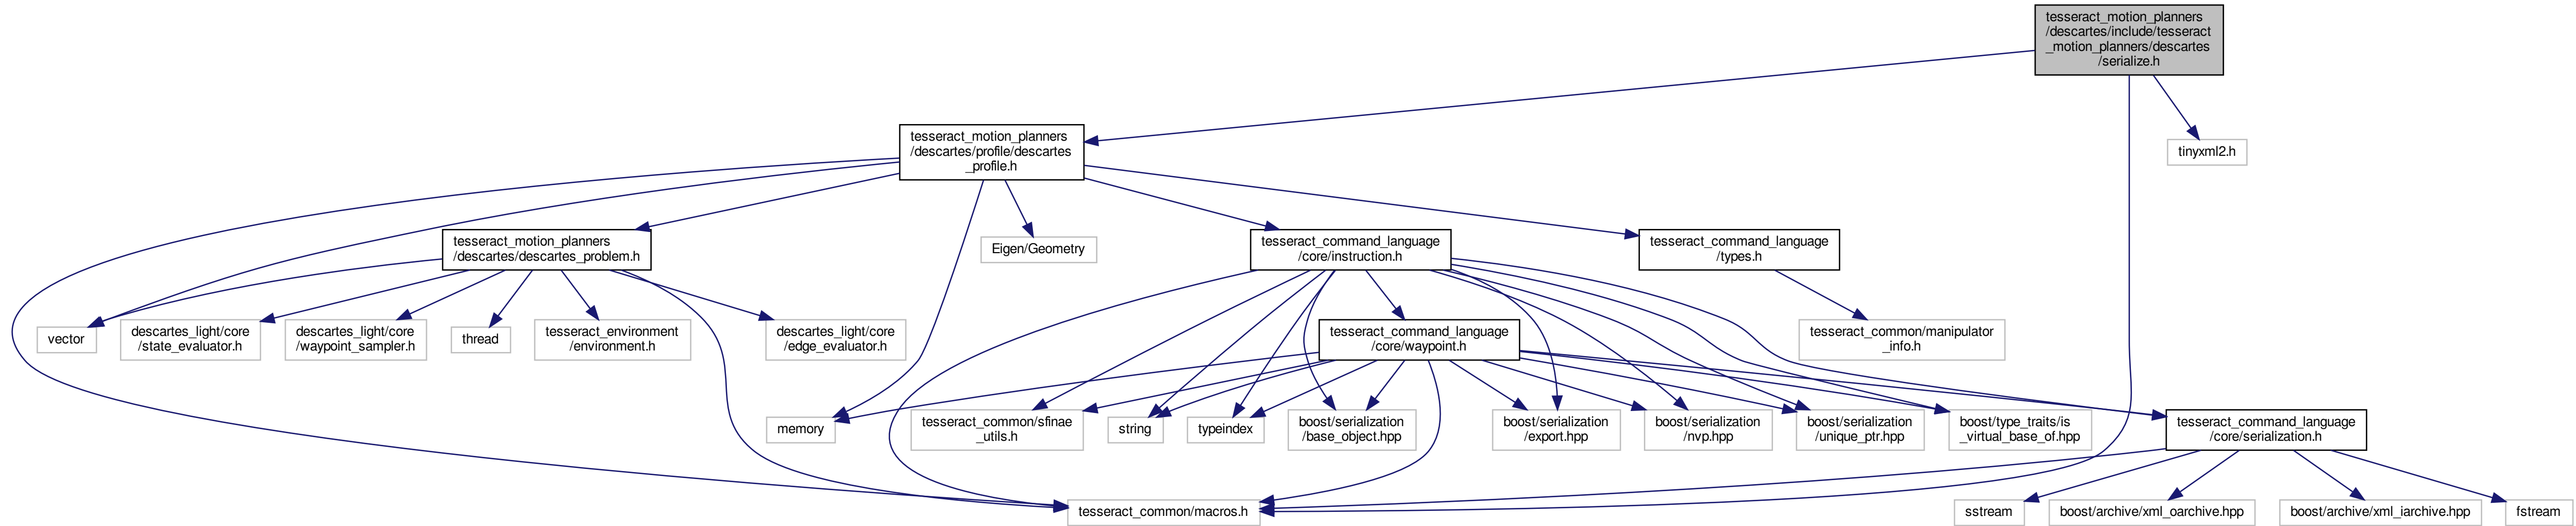 tesseract_motion_planners
/descartes/include/tesseract
_motion_planners/descartes
/serialize.h
tesseract_motion_planners
/descartes/profile/descartes
_profile.h
tinyxml2.h
tesseract_motion_planners
/descartes/descartes_problem.h
Eigen/Geometry
tesseract_command_language
/core/instruction.h
tesseract_command_language
/types.h
vector
descartes_light/core
/state_evaluator.h
descartes_light/core
/waypoint_sampler.h
thread
tesseract_environment
/environment.h
descartes_light/core
/edge_evaluator.h
tesseract_command_language
/core/waypoint.h
tesseract_common/manipulator
_info.h
memory
tesseract_common/sfinae
_utils.h
string
typeindex
boost/serialization
/base_object.hpp
boost/serialization
/export.hpp
boost/serialization
/nvp.hpp
boost/serialization
/unique_ptr.hpp
boost/type_traits/is
_virtual_base_of.hpp
tesseract_command_language
/core/serialization.h
tesseract_common/macros.h
sstream
boost/archive/xml_oarchive.hpp
boost/archive/xml_iarchive.hpp
fstream